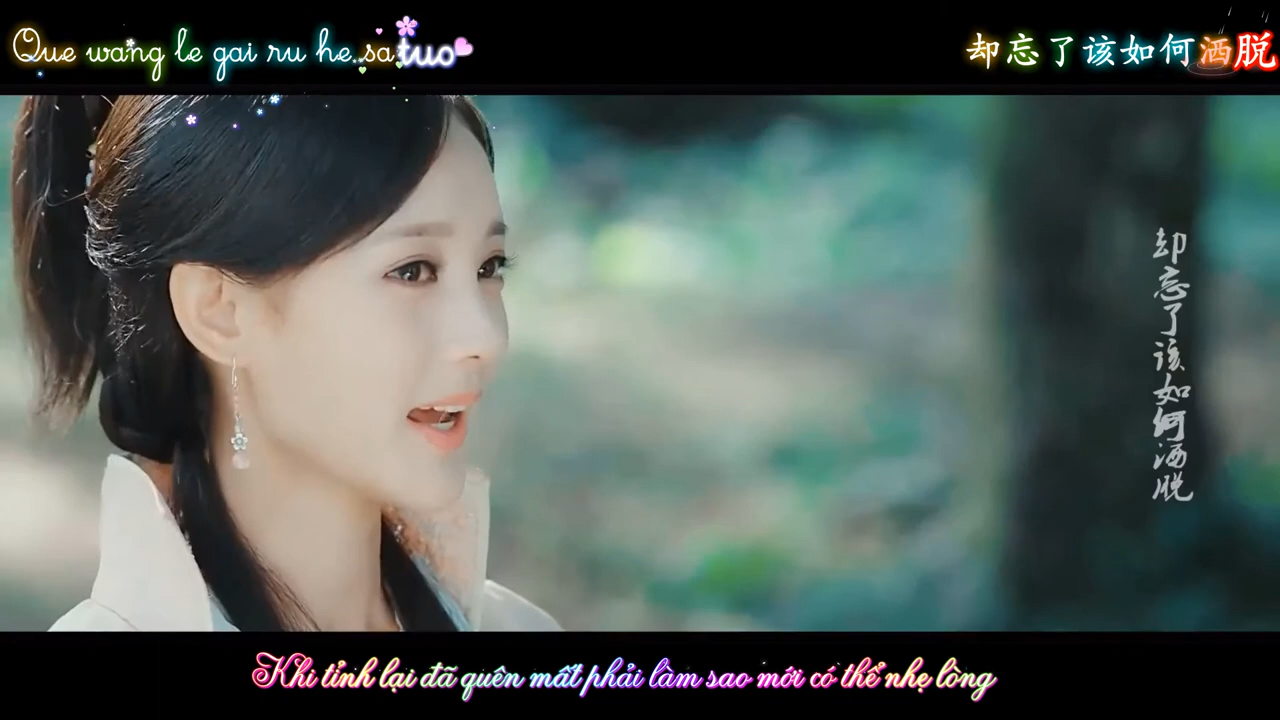 Que wang le gai ru he sa tuo
却忘了该如何洒脱
却忘了该如何洒脱
Khi tỉnh lại đã quên mất phải làm sao mới có thể nhẹ lòng